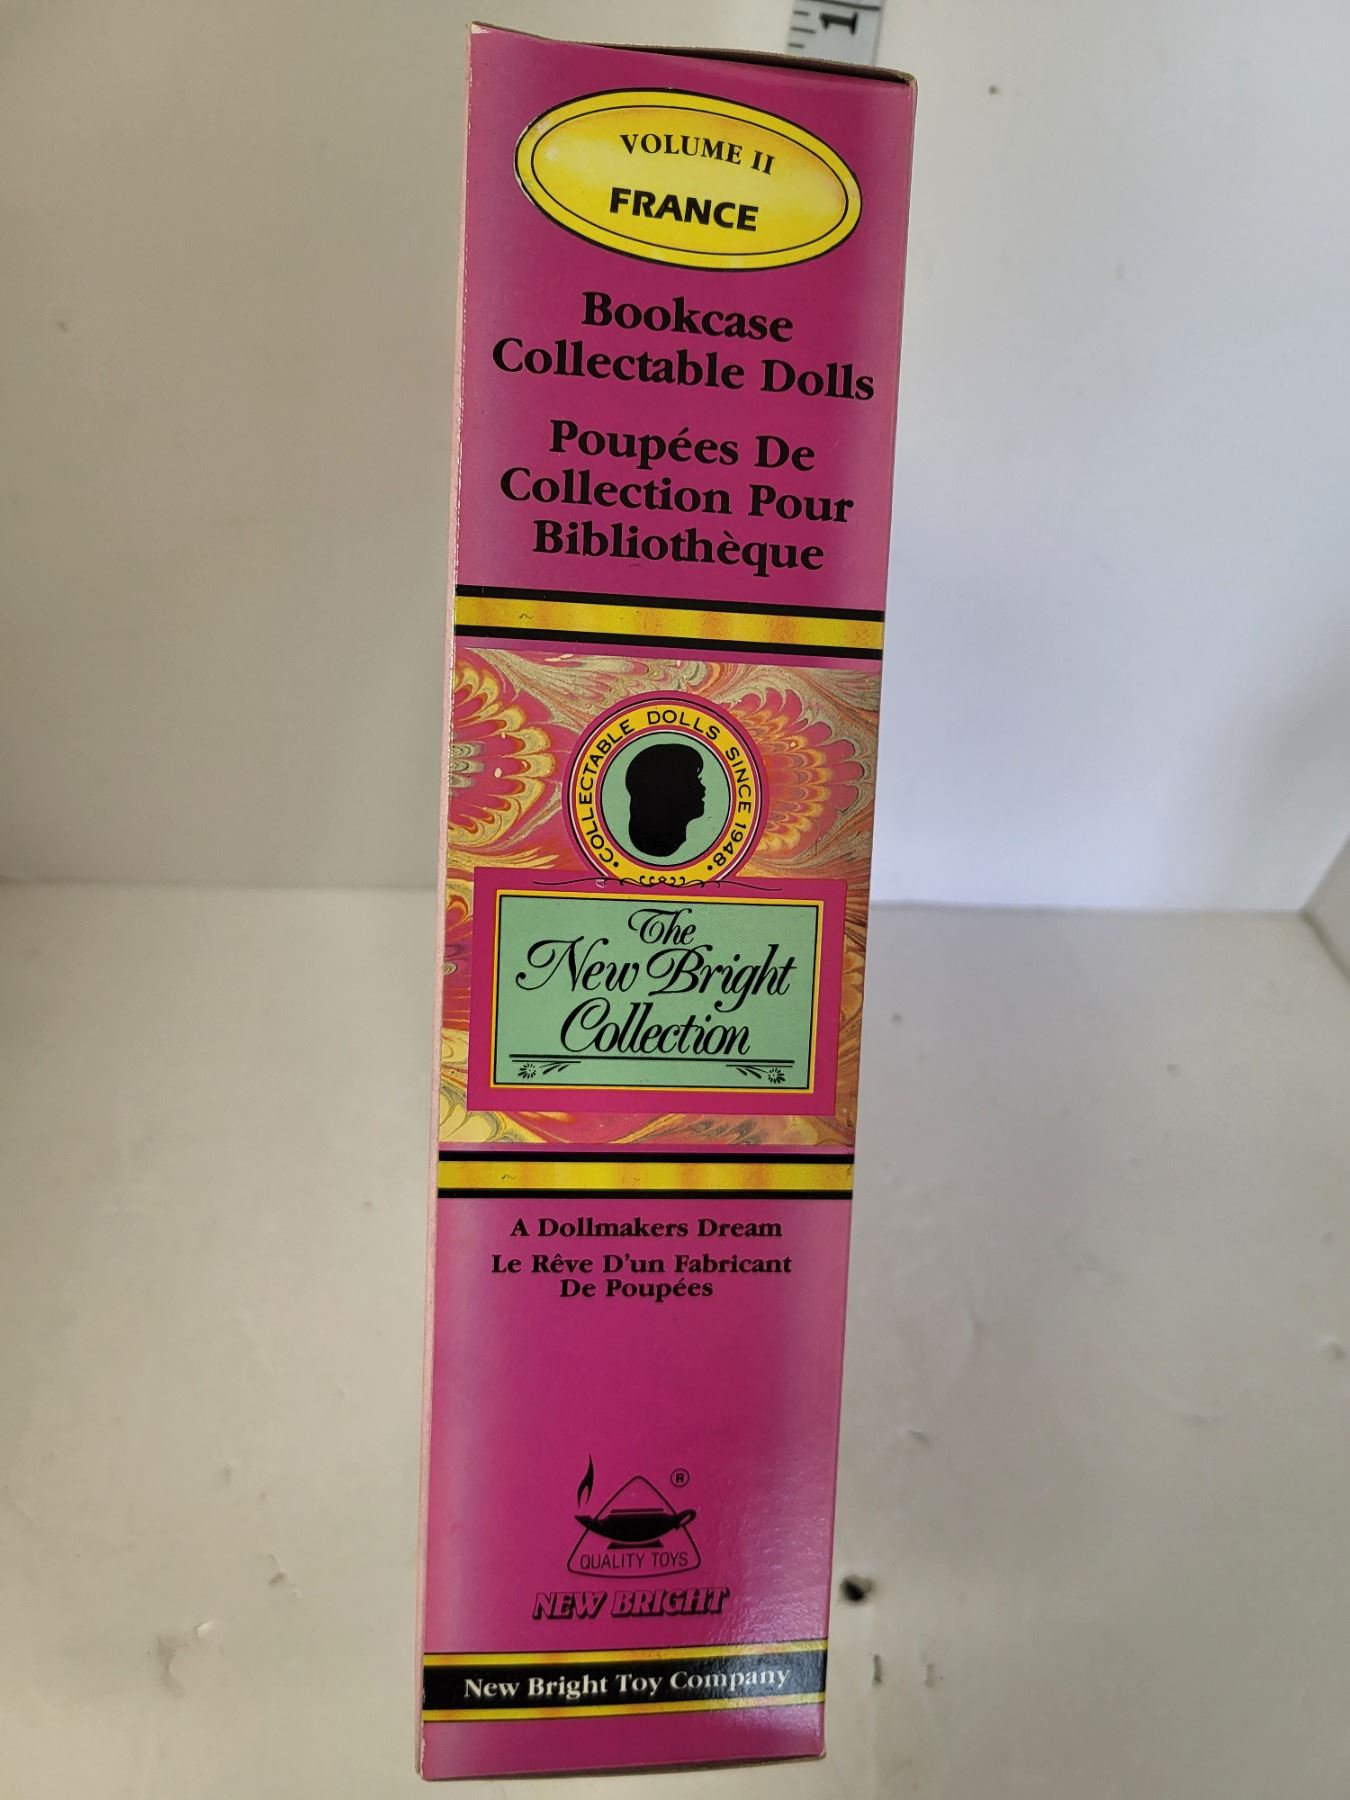 1
VOLUME II
FRANCE
Bookcase
Collectable Dolls
Poupées De
Collection Pour
Bibliothèque
•COLLECTABLE DOLLS SINCE 1948•
The
New Bright
Collection
A Dollmakers Dream
Le Rêve D'un Fabricant
De Poupées
®
QUALITY TOYS
NEW BRIGHT
New Bright Toy Company